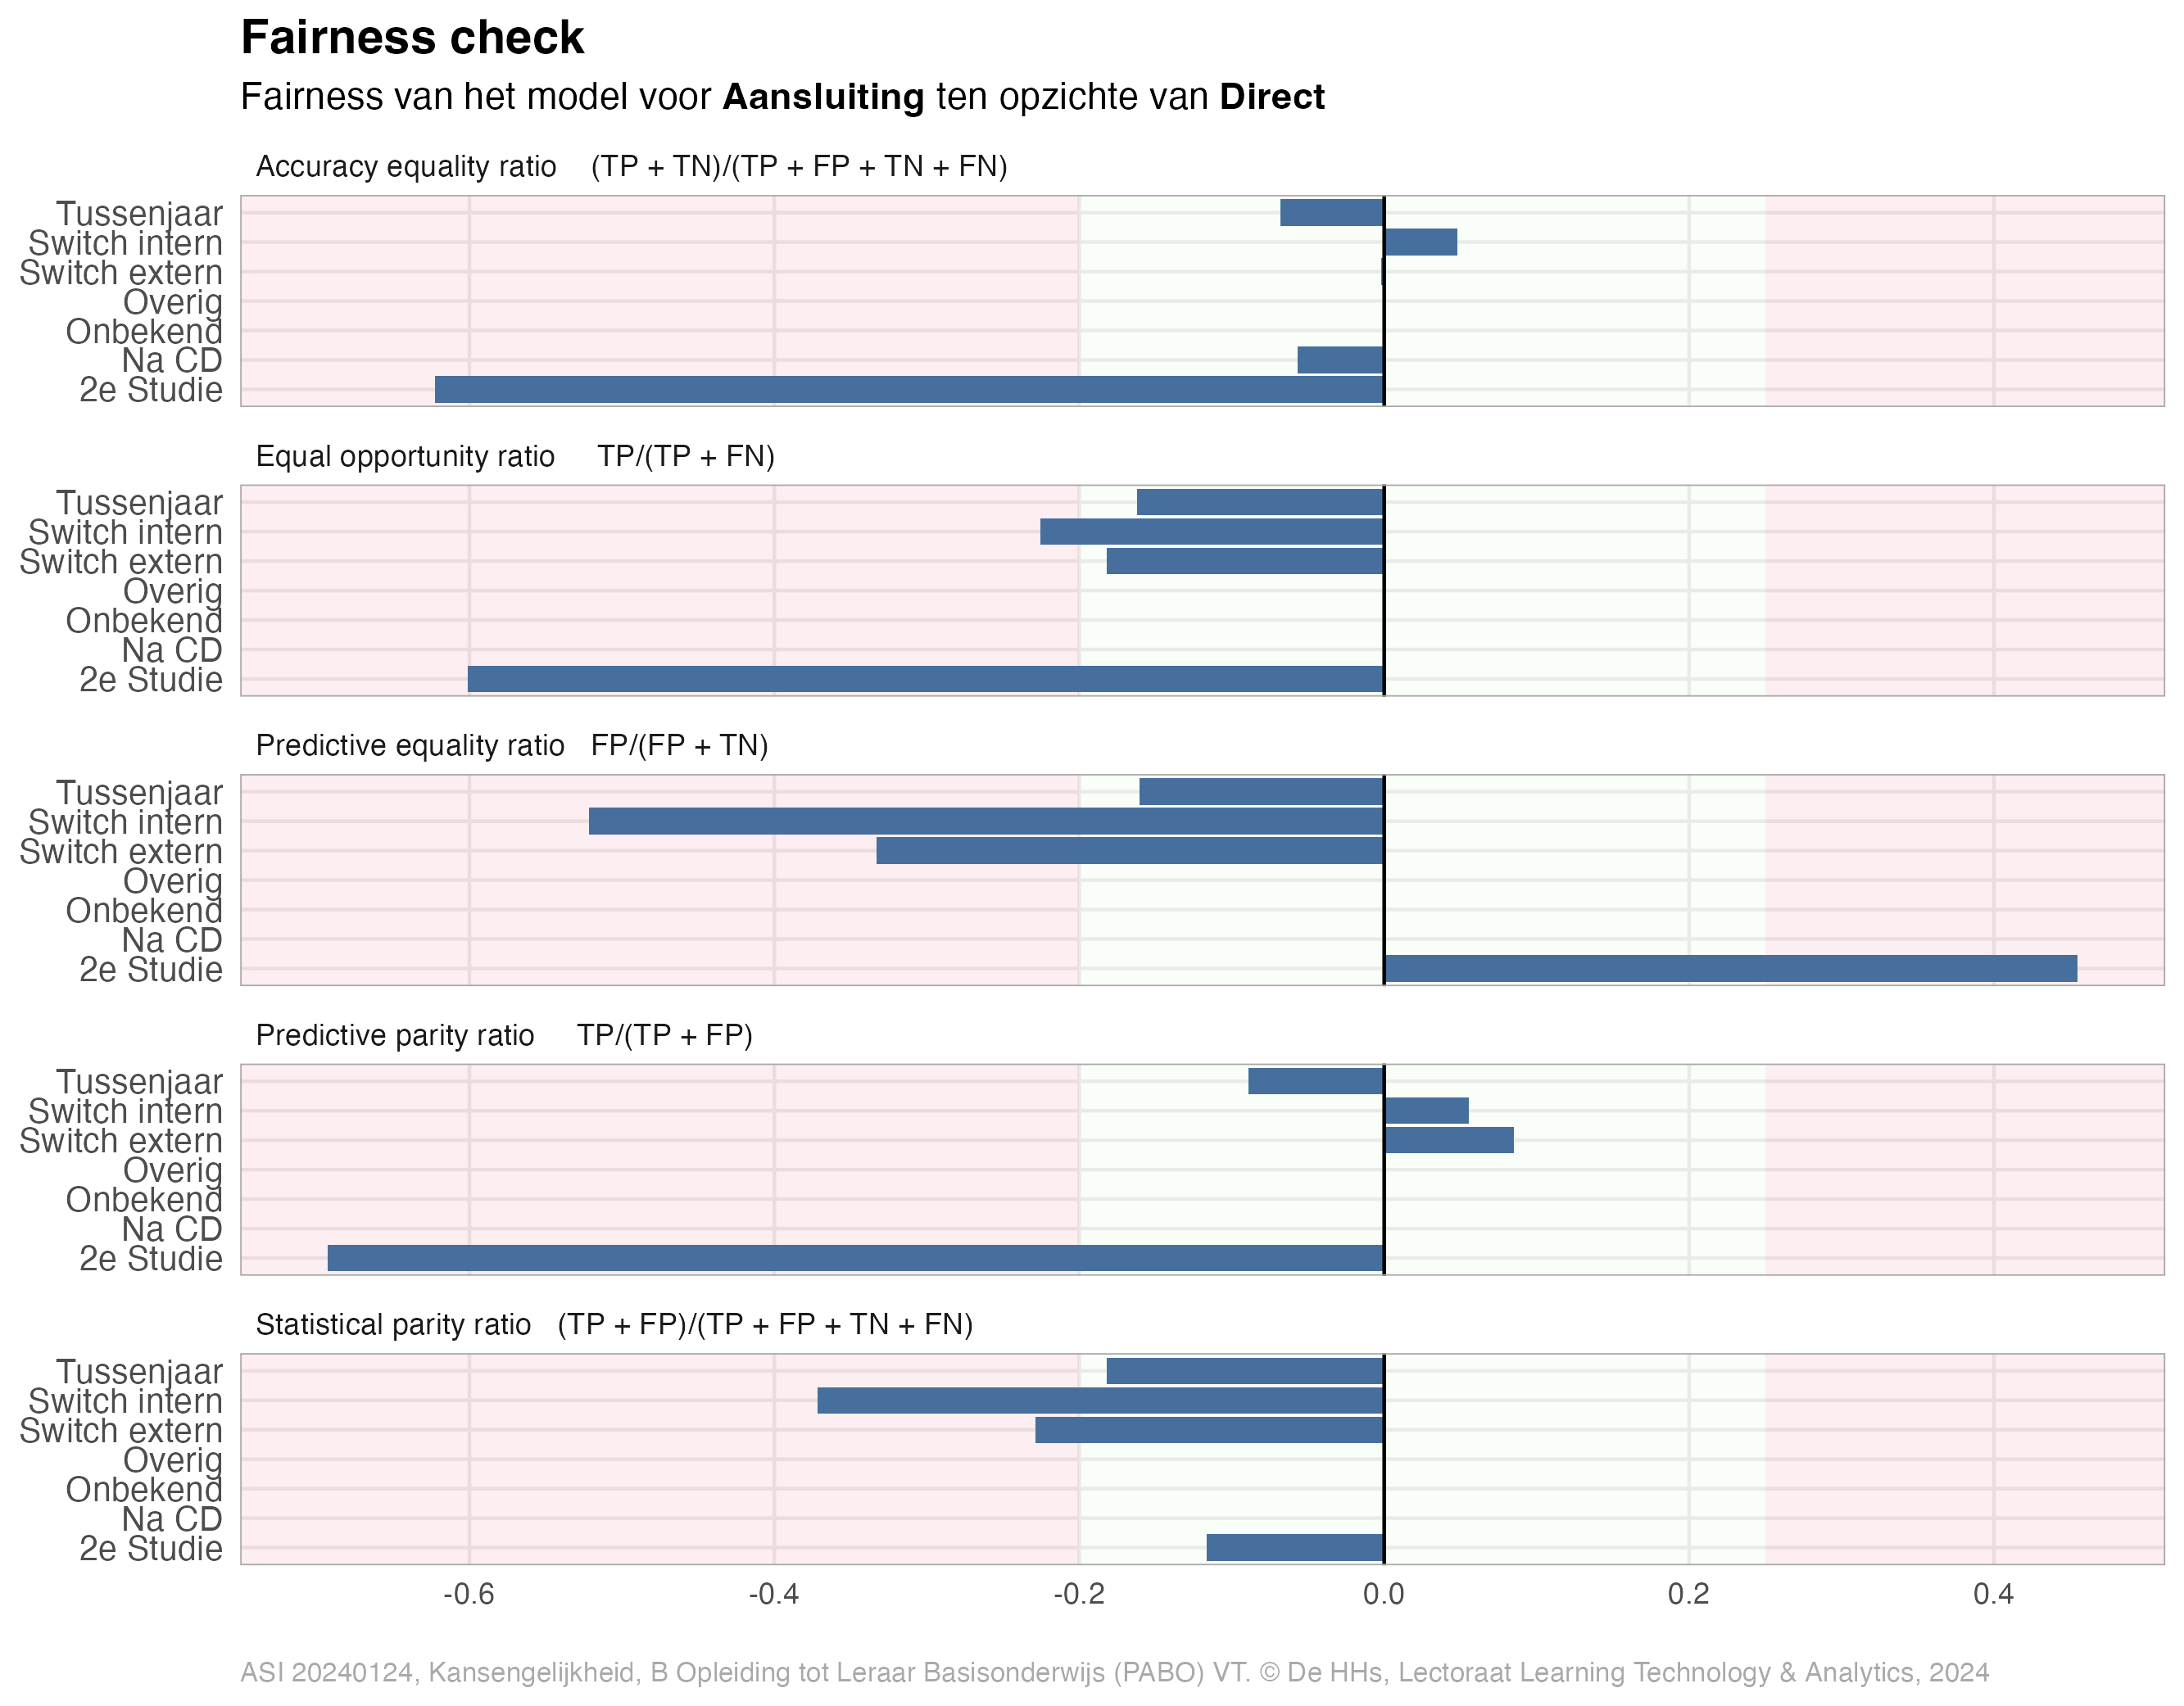 Fairness check
Fairness van het model voor Aansluiting ten opzichte van Direct
Accuracy equality ratio (TP + TN)/(TP + FP + TN + FN)
Tussenjaar
Switch intern
Switch extern
Overig
Onbekend
Na CD
2e Studie
Equal opportunity ratio TP/(TP + FN)
Tussenjaar
Switch intern
Switch extern
Overig
Onbekend
Na CD
2e Studie
Predictive equality ratio FP/(FP + TN)
Tussenjaar
Switch intern
Switch extern
Overig
Onbekend
Na CD
2e Studie
Predictive parity ratio TP/(TP + FP)
Tussenjaar
Switch intern
Switch extern
Overig
Onbekend
Na CD
2e Studie
Statistical parity ratio (TP + FP)/(TP + FP + TN + FN)
Tussenjaar
Switch intern
Switch extern
Overig
Onbekend
Na CD
2e Studie
-0.6 -0.4 -0.2 0.0 0.2 0.4
ASI 20240124, Kansengelijkheid, B Opleiding tot Leraar Basisonderwijs (PABO) VT. © De HHs, Lectoraat Learning Technology & Analytics, 2024